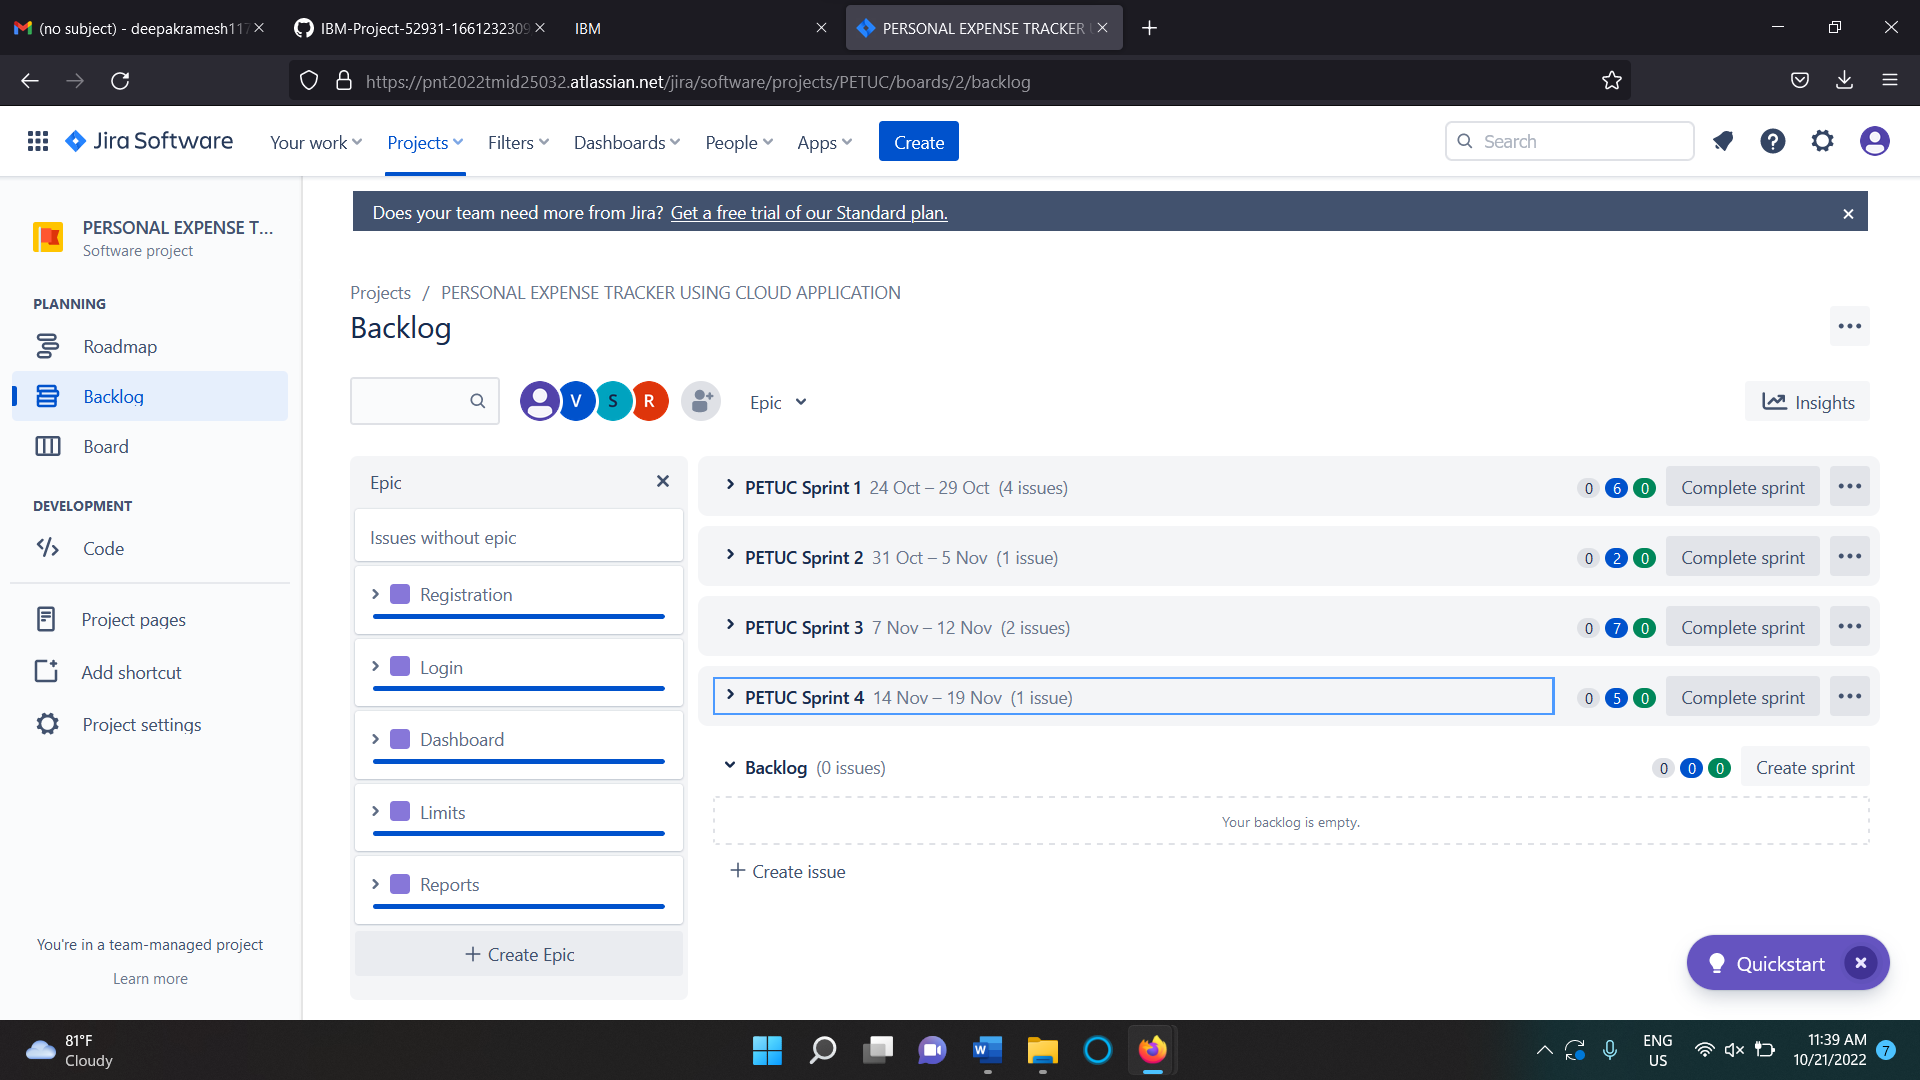 (no subject) - deepakramesh117
IBM-Project-52931-1661232309
IBM
PERSONAL EXPENSE TRACKER
https://pnt2022tmid25032.atlassian.net/jira/software/projects/PETUC/boards/2/backlog
Jira Software
Your work
Projects
Filters
Dashboards
People
Apps
Create
Search
PERSONAL EXPENSE T...
Software project
Does your team need more from Jira? Get a free trial of our Standard plan.
PLANNING
Roadmap
Backlog
Board
DEVELOPMENT
Code
Project pages
Add shortcut
Project settings
You're in a team-managed project
Learn more
Projects / PERSONAL EXPENSE TRACKER USING CLOUD APPLICATION
Backlog
V S R
Epic
Insights
Epic
Issues without epic
Registration
Login
Dashboard
Limits
Reports
+ Create Epic
PETUC Sprint 1 24 Oct – 29 Oct (4 issues) 0 6 0 Complete sprint
PETUC Sprint 2 31 Oct – 5 Nov (1 issue) 0 2 0 Complete sprint
PETUC Sprint 3 7 Nov – 12 Nov (2 issues) 0 7 0 Complete sprint
PETUC Sprint 4 14 Nov – 19 Nov (1 issue) 0 5 0 Complete sprint
Backlog (0 issues) 0 0 0 Create sprint
Your backlog is empty.
+ Create issue
Quickstart
81°F
Cloudy
ENG
US
11:39 AM
10/21/2022
7